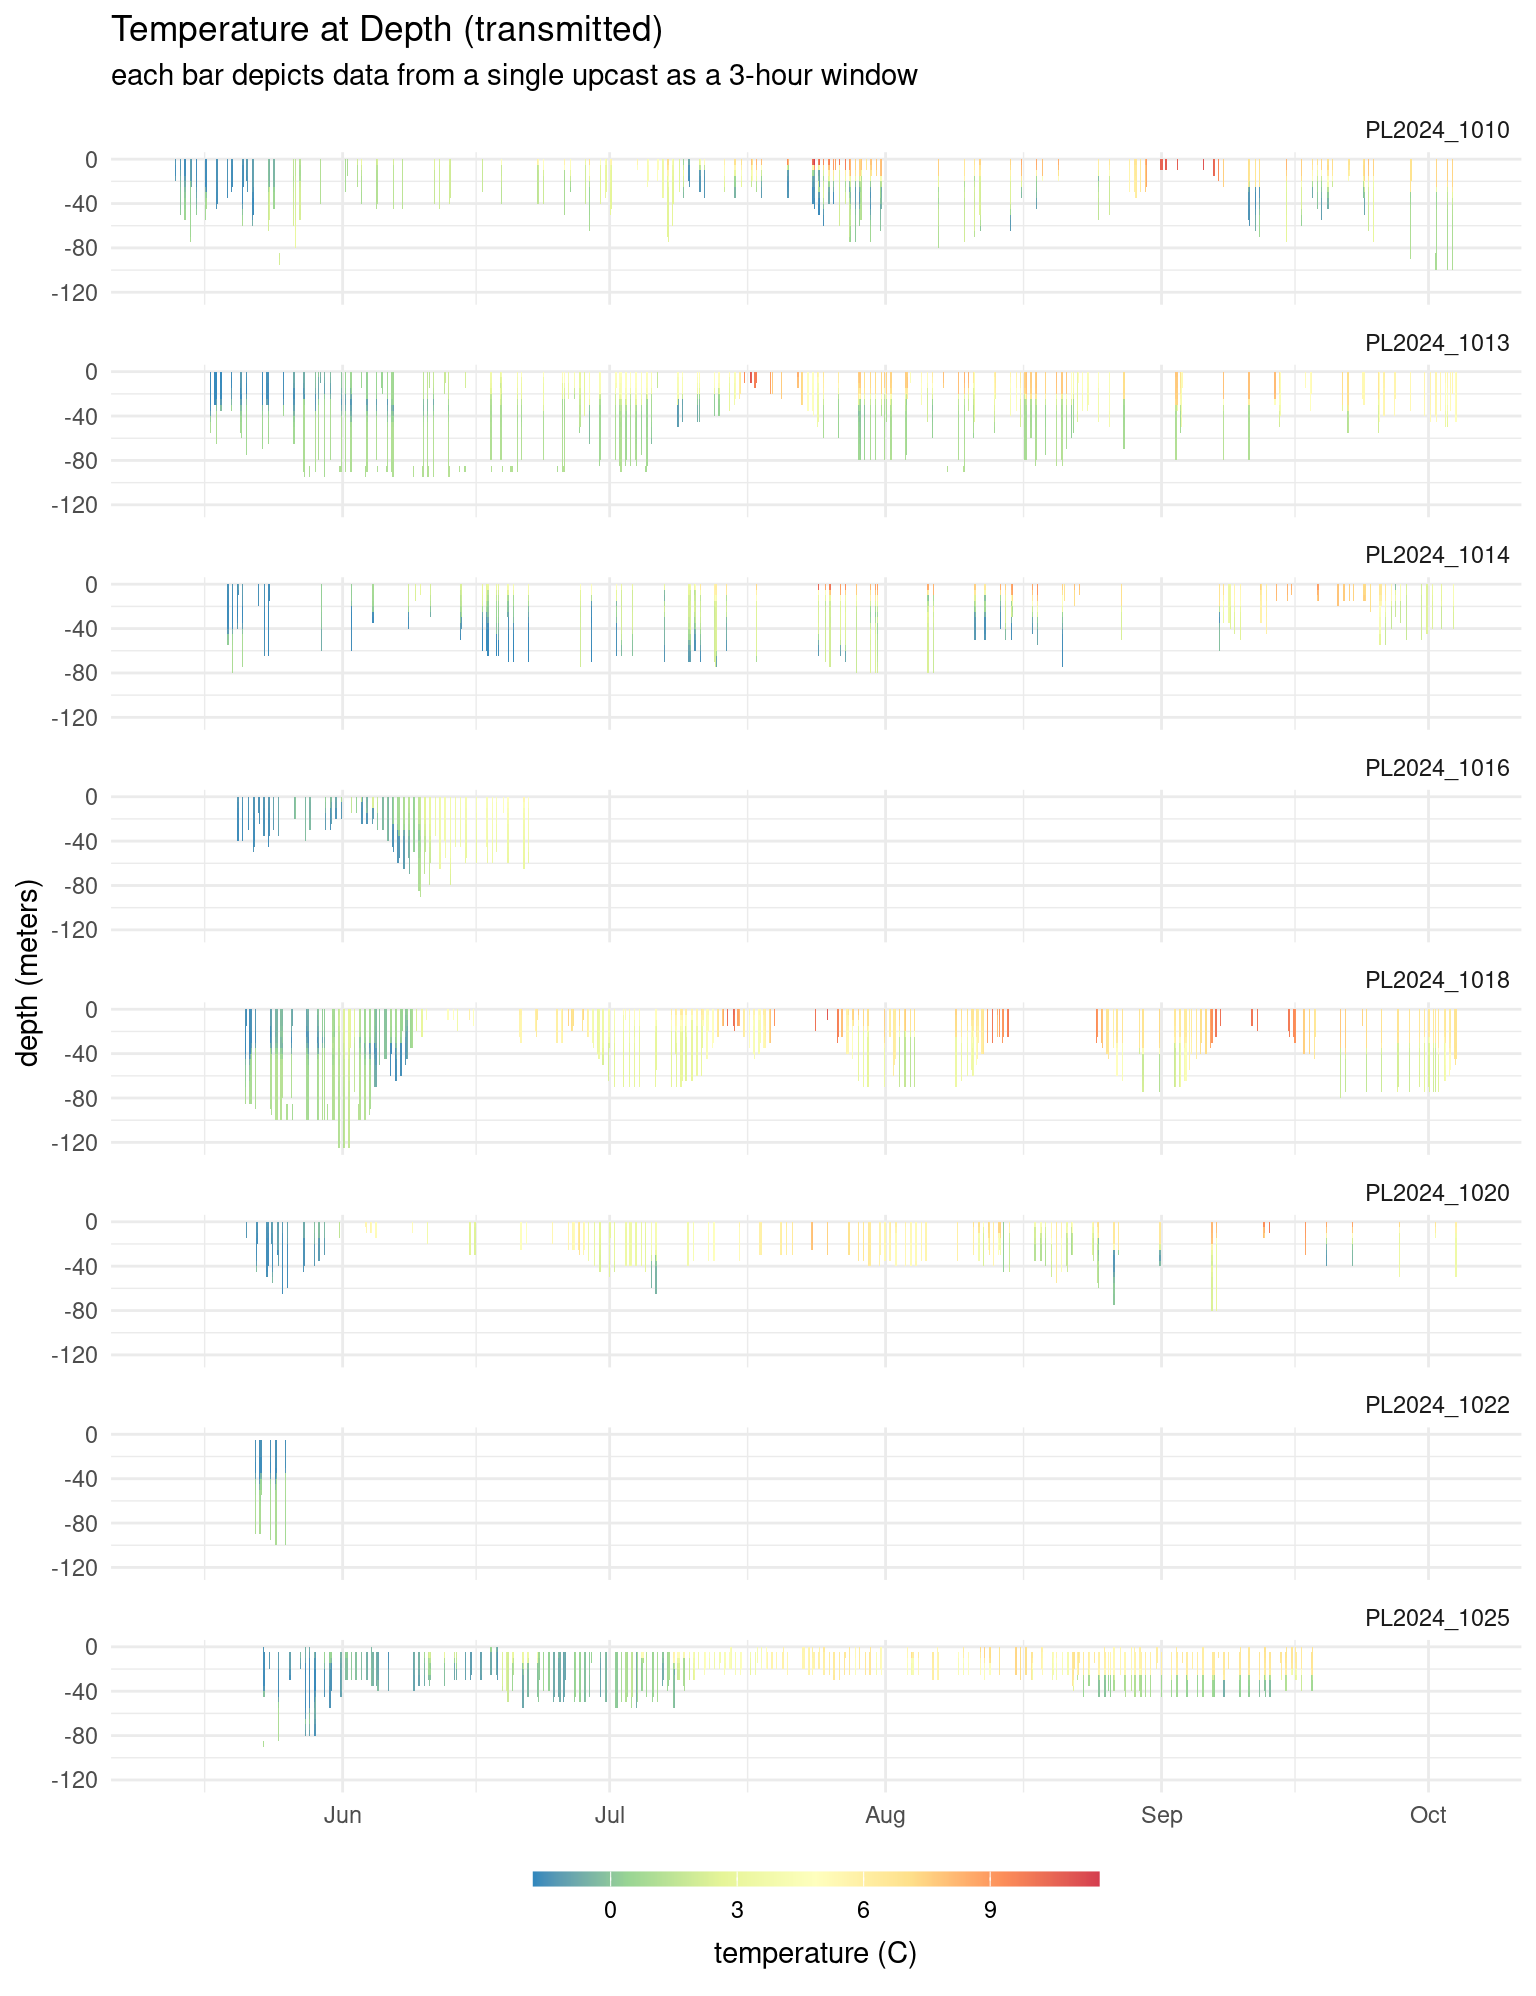 Temperature at Depth (transmitted)
each bar depicts data from a single upcast as a 3-hour window
PL2024_1010
0
-40
-80
-120
PL2024_1013
0
-40
-80
-120
PL2024_1014
0
-40
-80
-120
PL2024_1016
0
-40
-80
-120
depth (meters)
PL2024_1018
0
-40
-80
-120
PL2024_1020
0
-40
-80
-120
PL2024_1022
0
-40
-80
-120
PL2024_1025
0
-40
-80
-120
Jun Jul Aug Sep Oct
0 3 6 9
temperature (C)